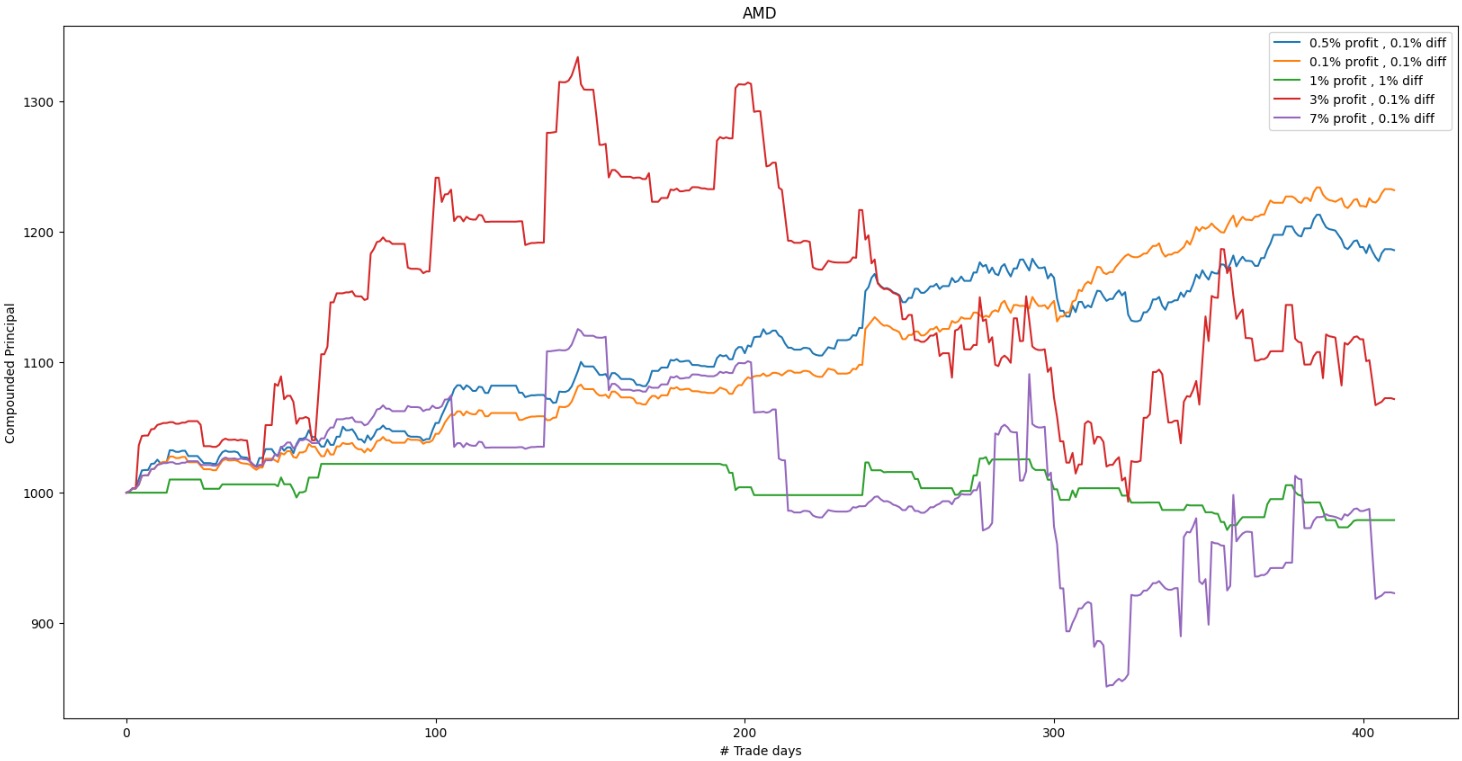 AMD
0.5% profit , 0.1% diff
0.1% profit , 0.1% diff
1% profit , 1% diff
3% profit , 0.1% diff
7% profit , 0.1% diff
Compounded Principal
1300
1200
1100
1000
900
0 100 200 300 400
# Trade days